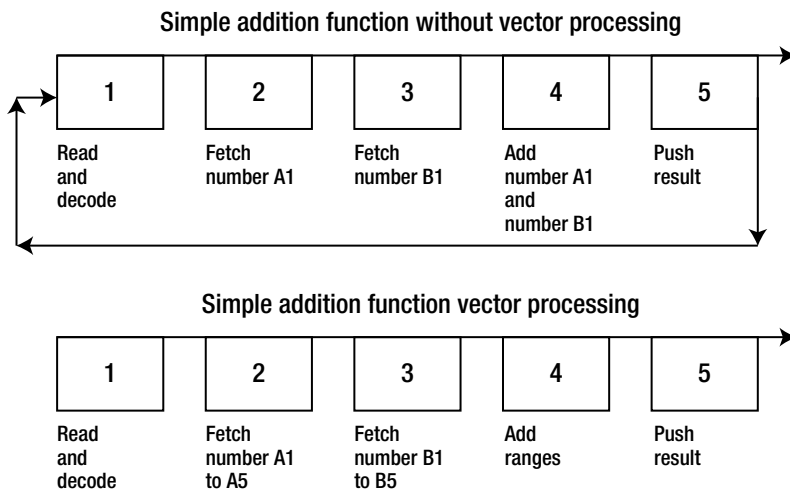 Simple addition function without vector processing
1 2 3 4 5
Read and decode
Fetch number A1
Fetch number B1
Add number A1 and number B1
Push result
Simple addition function vector processing
1 2 3 4 5
Read and decode
Fetch number A1 to A5
Fetch number B1 to B5
Add ranges
Push result